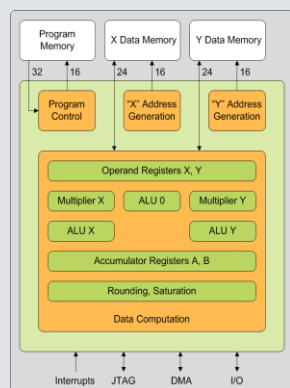 Program
Memory
X Data Memory
Y Data Memory
32
16
24
16
24
16
Program
Control
"X" Address
Generation
"Y" Address
Generation
Operand Registers X, Y
Multiplier X
ALU 0
Multiplier Y
ALU X
ALU Y
Accumulator Registers A, B
Rounding, Saturation
Data Computation
Interrupts
JTAG
DMA
I/O